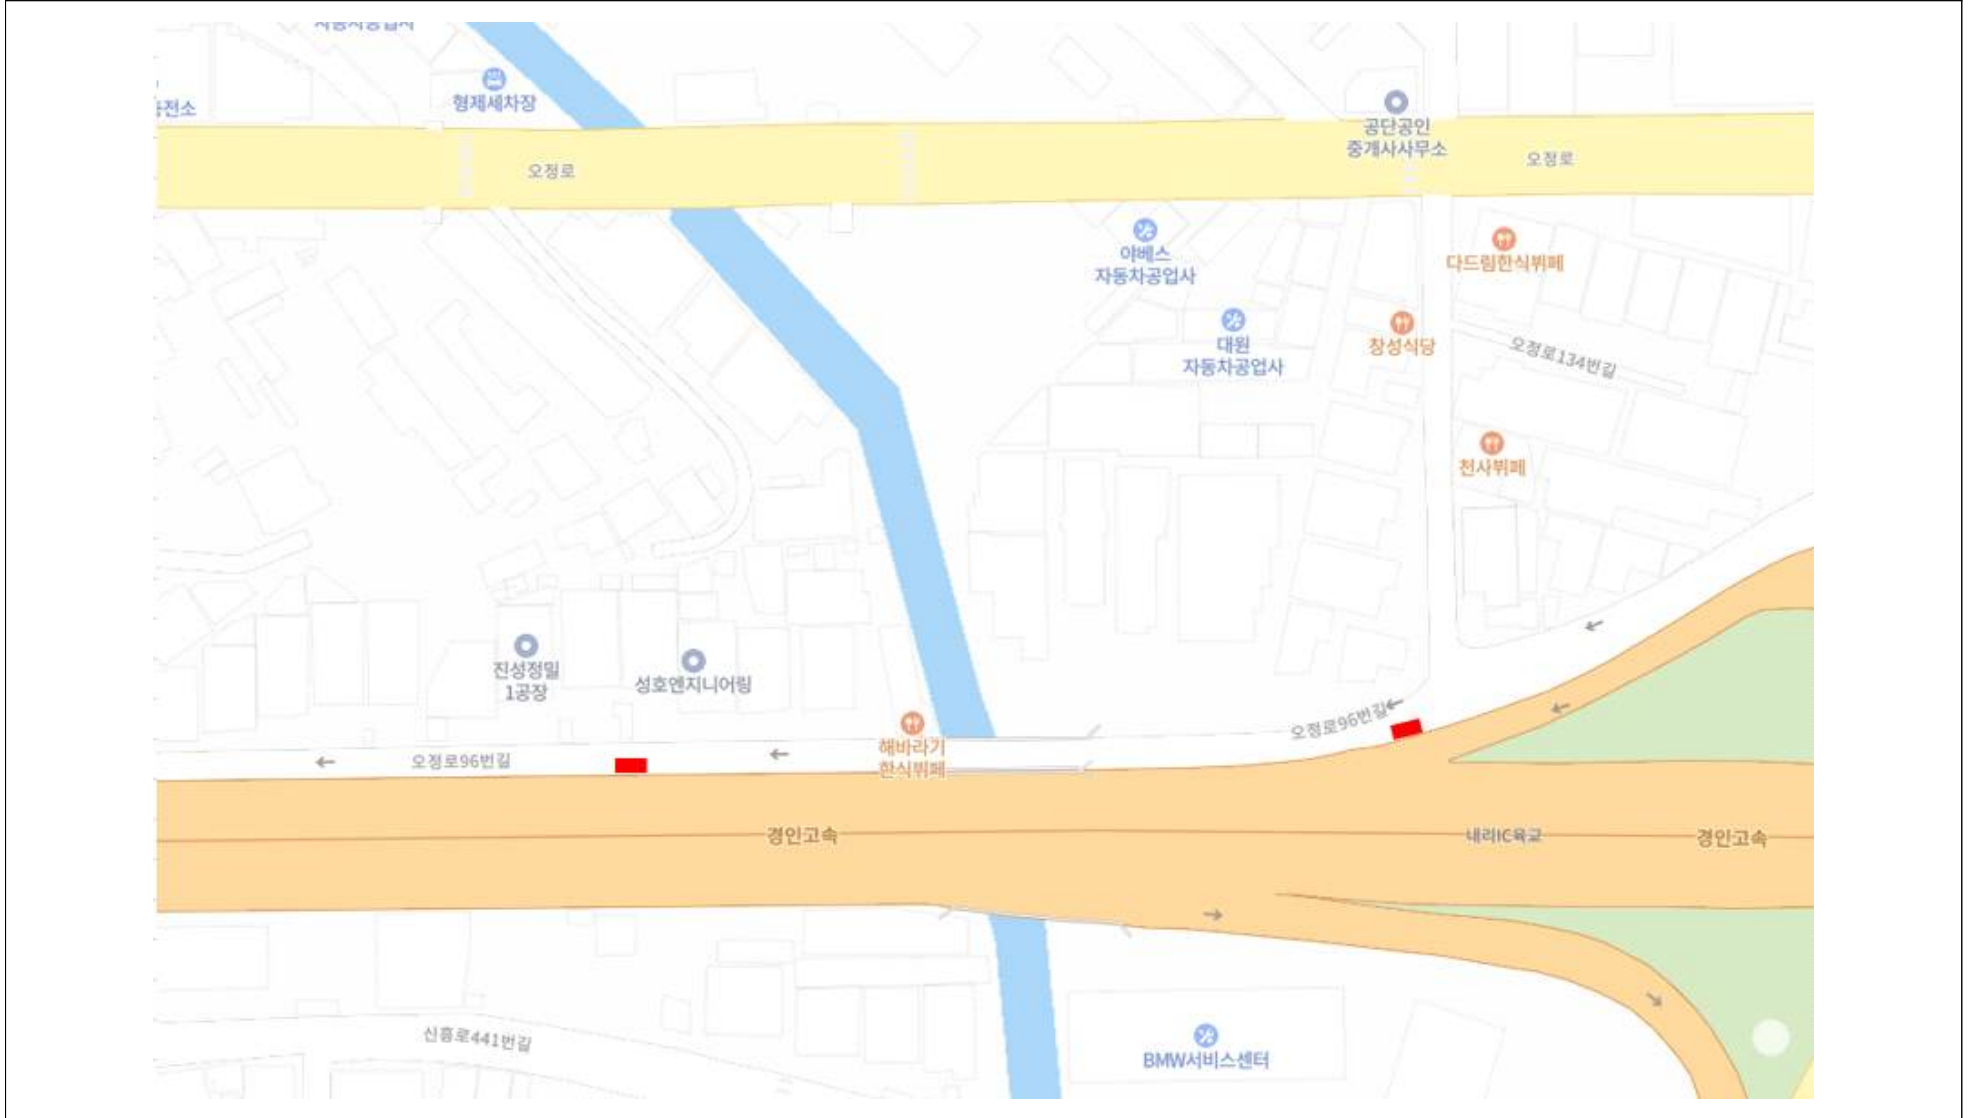 형제세차장
충전소
공단공인
중개사사무소
오정로
오정로
야베스
자동차공업사
다드림한식뷔페
대원
자동차공업사
창성식당
오정로134번길
천사뷔페
진성정밀
1공장
성호엔지니어링
오정로96번길
해바라기
한식뷔페
오정로96번길
경인고속
내리IC육교
경인고속
신흥로441번길
BMW서비스센터